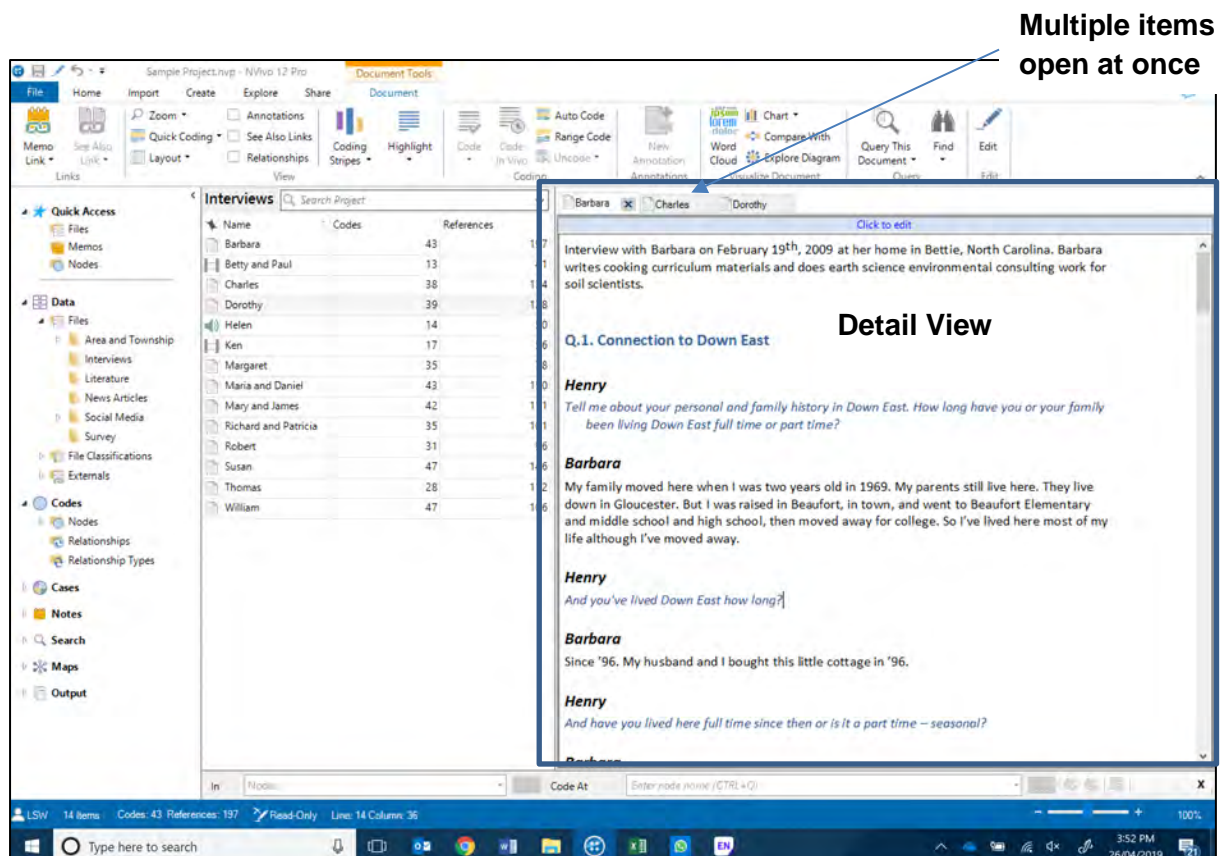 Multiple items
open at once
Sample Project.nvp - NVivo 12 Pro
Document Tools
File Home Import Create Explore Share Document
Memo Link
See Also Link
Links
Zoom
Quick Coding
Layout
Annotations
See Also Links
Relationships
View
Coding Stripes
Highlight
Code
Code In Vivo
Auto Code
Range Code
Uncode
Coding
New Annotation
Annotations
Word Cloud
Chart
Compare With
Explore Diagram
Visualize Document
Query This Document
Find
Query
Edit
Edit
Quick Access
Files
Memos
Nodes
Data
Files
Area and Township
Interviews
Literature
News Articles
Social Media
Survey
File Classifications
Externals
Codes
Nodes
Relationships
Relationship Types
Cases
Notes
Search
Maps
Output
Interviews Search Project
Name Codes References
Barbara 43
Betty and Paul 13
Charles 38
Dorothy 39
Helen 14
Ken 17
Margaret 35
Maria and Daniel 43
Mary and James 42
Richard and Patricia 35
Robert 31
Susan 47
Thomas 28
William 47
Barbara Charles Dorothy
Click to edit
Interview with Barbara on February 19th, 2009 at her home in Bettie, North Carolina. Barbara
writes cooking curriculum materials and does earth science environmental consulting work for
soil scientists.
Detail View
Q.1. Connection to Down East
Henry
Tell me about your personal and family history in Down East. How long have you or your family
been living Down East full time or part time?
Barbara
My family moved here when I was two years old in 1969. My parents still live here. They live
down in Gloucester. But I was raised in Beaufort, in town, and went to Beaufort Elementary
and middle school and high school, then moved away for college. So I've lived here most of my
life although I've moved away.
Henry
And you've lived Down East how long?
Barbara
Since '96. My husband and I bought this little cottage in '96.
Henry
And have you lived here full time since then or is it a part time – seasonal?
Barbara
In Nodes Code At Enter node name (CTRL+Q) X
LSW 14 Items Codes: 43 References: 197 Read-Only Line: 14 Column: 36 100%
Type here to search
EN
3:52 PM
26/04/2019
21